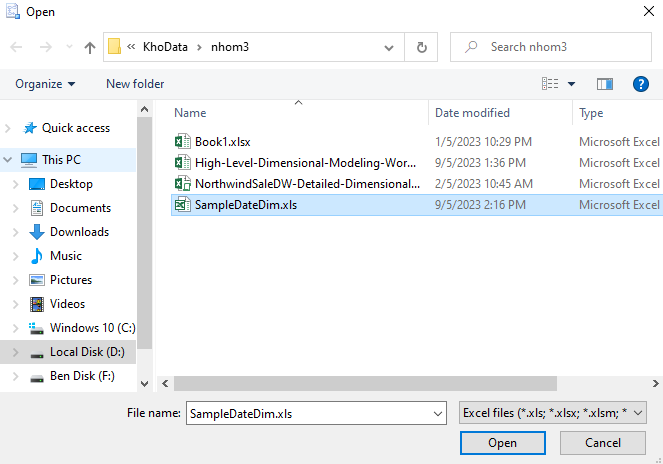 Open
« KhoData › nhom3
Search nhom3
Organize New folder
?
Name Date modified Type
Quick access
This PC
Desktop
Documents
Downloads
Music
Pictures
Videos
Windows 10 (C:)
Local Disk (D:)
Ben Disk (F:)
Book1.xlsx 1/5/2023 10:29 PM Microsoft Excel
High-Level-Dimensional-Modeling-Wor... 9/5/2023 1:36 PM Microsoft Excel
NorthwindSaleDW-Detailed-Dimensional... 2/5/2023 10:45 AM Microsoft Excel
SampleDateDim.xls 9/5/2023 2:16 PM Microsoft Excel
File name: SampleDateDim.xls Excel files (*.xls; *.xlsx; *.xlsm; *
Open Cancel